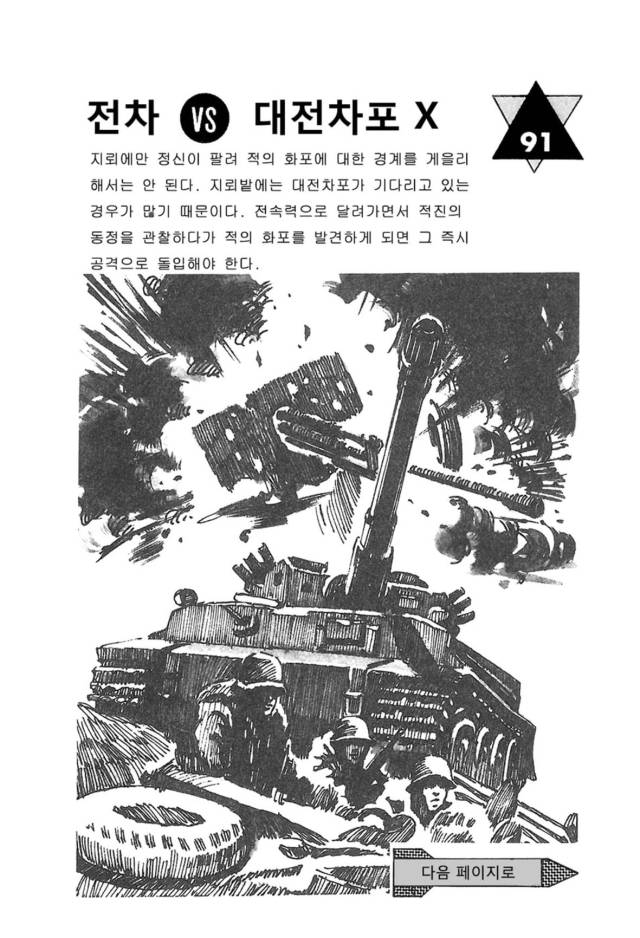 전차 VS 대전차포 X
91
지뢰에만 정신이 팔려 적의 화포에 대한 경계를 게을리
해서는 안 된다. 지뢰밭에는 대전차포가 기다리고 있는
경우가 많기 때문이다. 전속력으로 달려가면서 적진의
동정을 관찰하다가 적의 화포를 발견하게 되면 그 즉시
공격으로 돌입해야 한다.
다음 페이지로